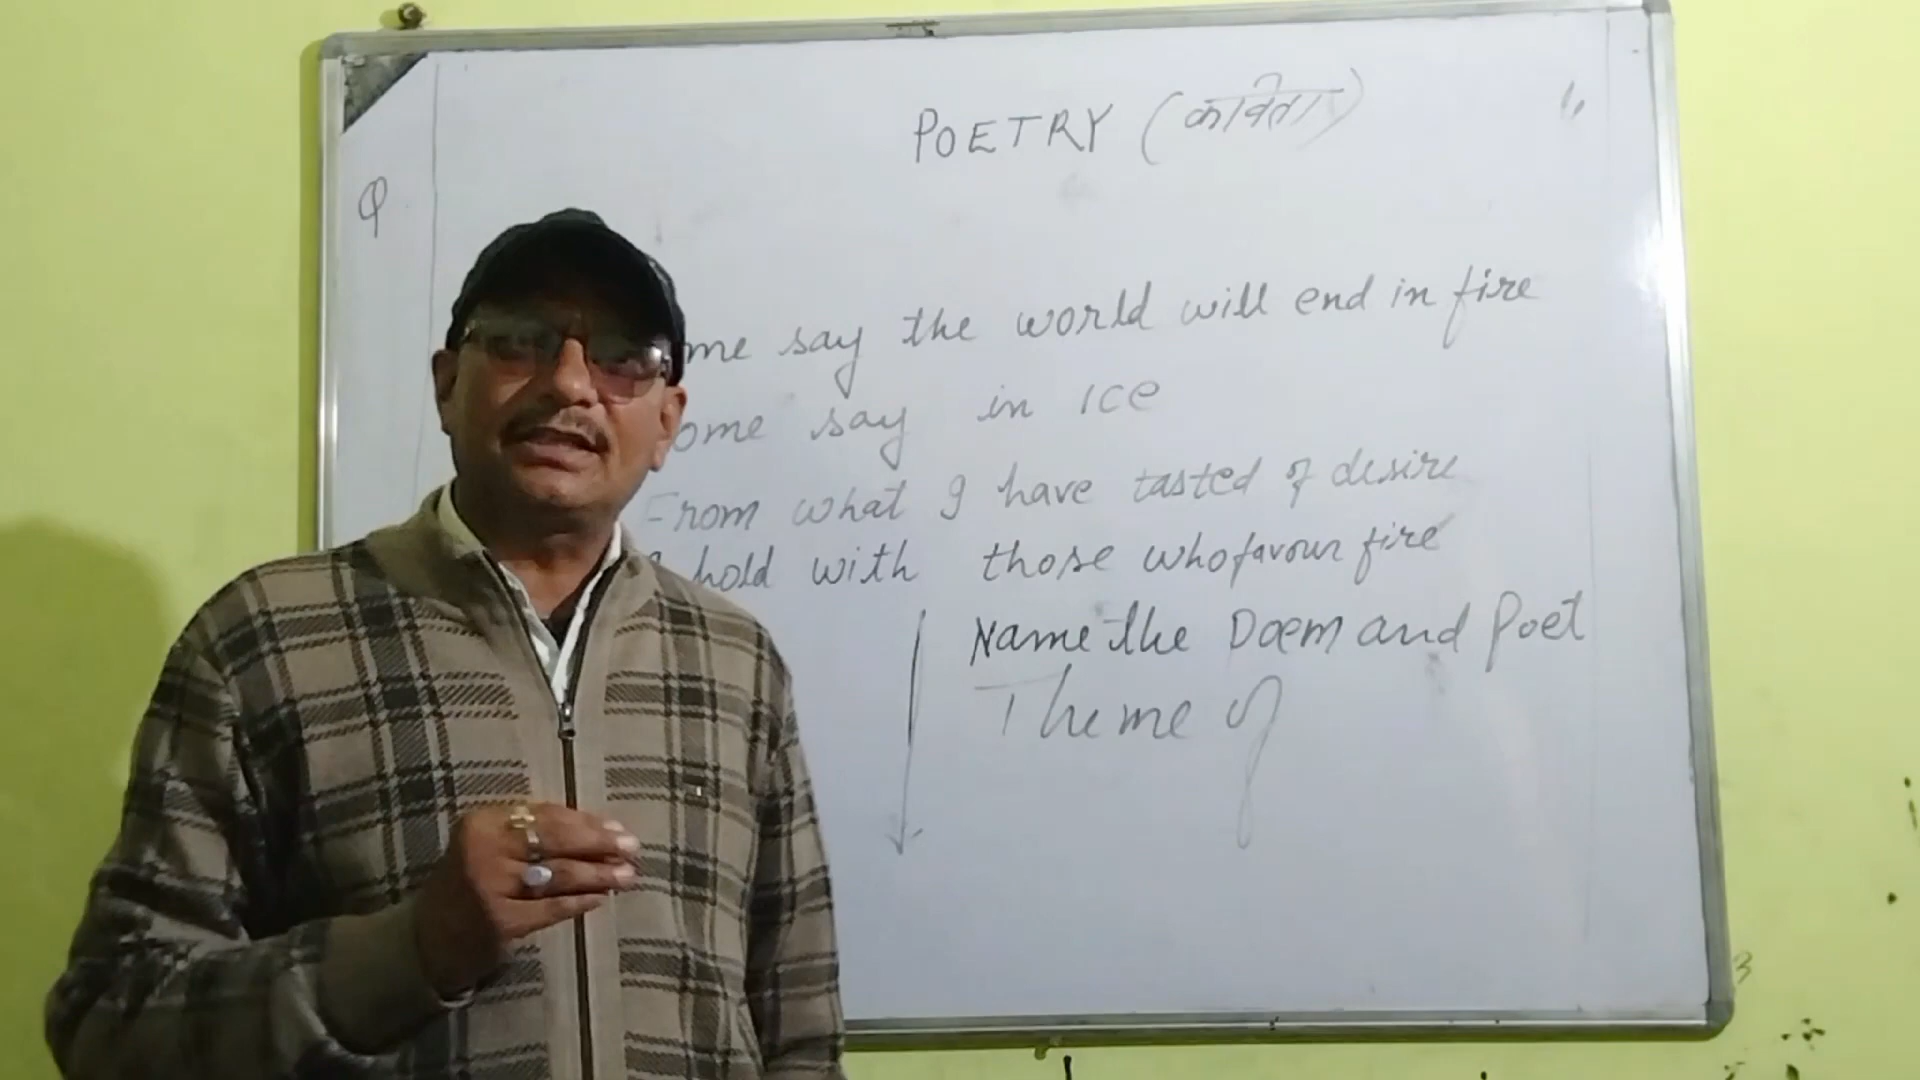 POETRY (कविता)
Q
me say the world will end in fire
ome say in ICe
From what I have tasted of desire
hold with those who favour fire
Name the Poem and Poet
Theme of